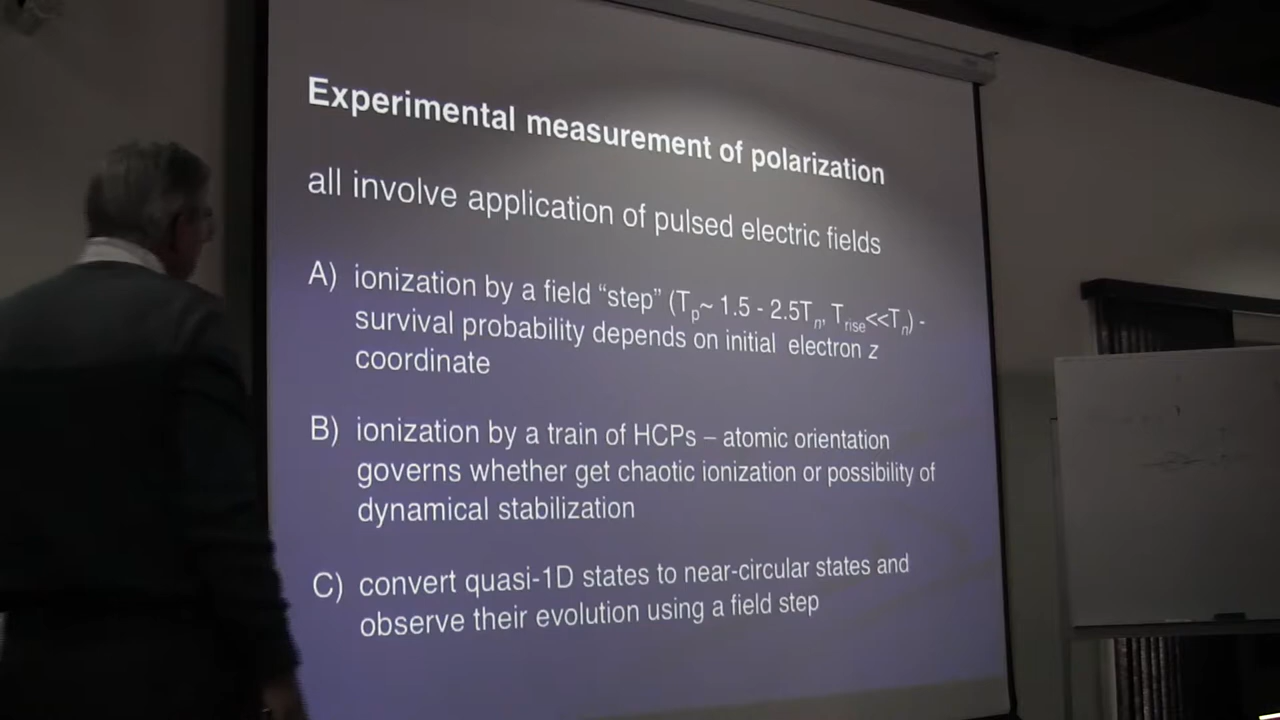 Experimental measurement of polarization
all involve application of pulsed electric fields
A) ionization by a field “step” (Tp~ 1.5 - 2.5Tn, Trise<<Tn) -
survival probability depends on initial electron z
coordinate
B) ionization by a train of HCPs – atomic orientation
governs whether get chaotic ionization or possibility of
dynamical stabilization
C) convert quasi-1D states to near-circular states and
observe their evolution using a field step